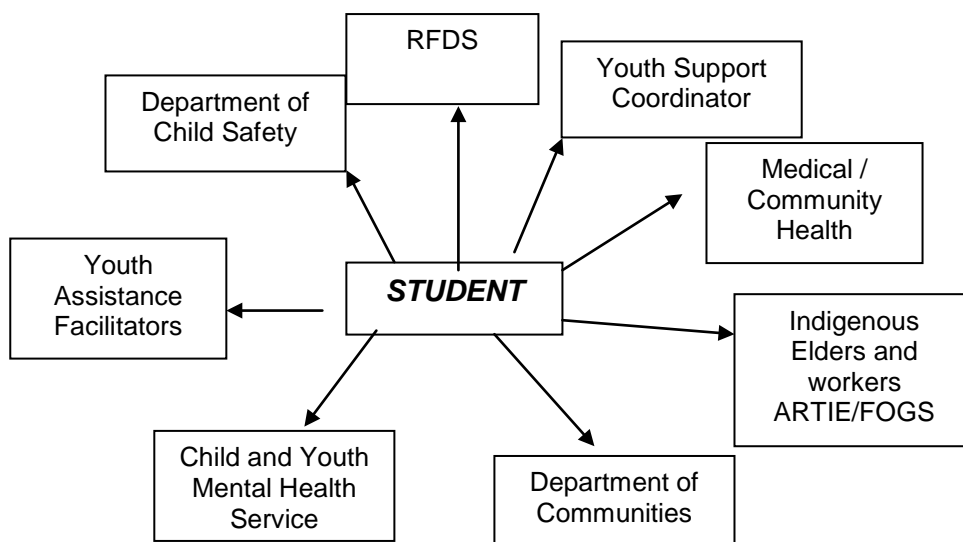 RFDS
Department of
Child Safety
Youth Support
Coordinator
Medical /
Community
Health
Youth
Assistance
Facilitators
STUDENT
Indigenous
Elders and
workers
ARTIE/FOGS
Child and Youth
Mental Health
Service
Department of
Communities